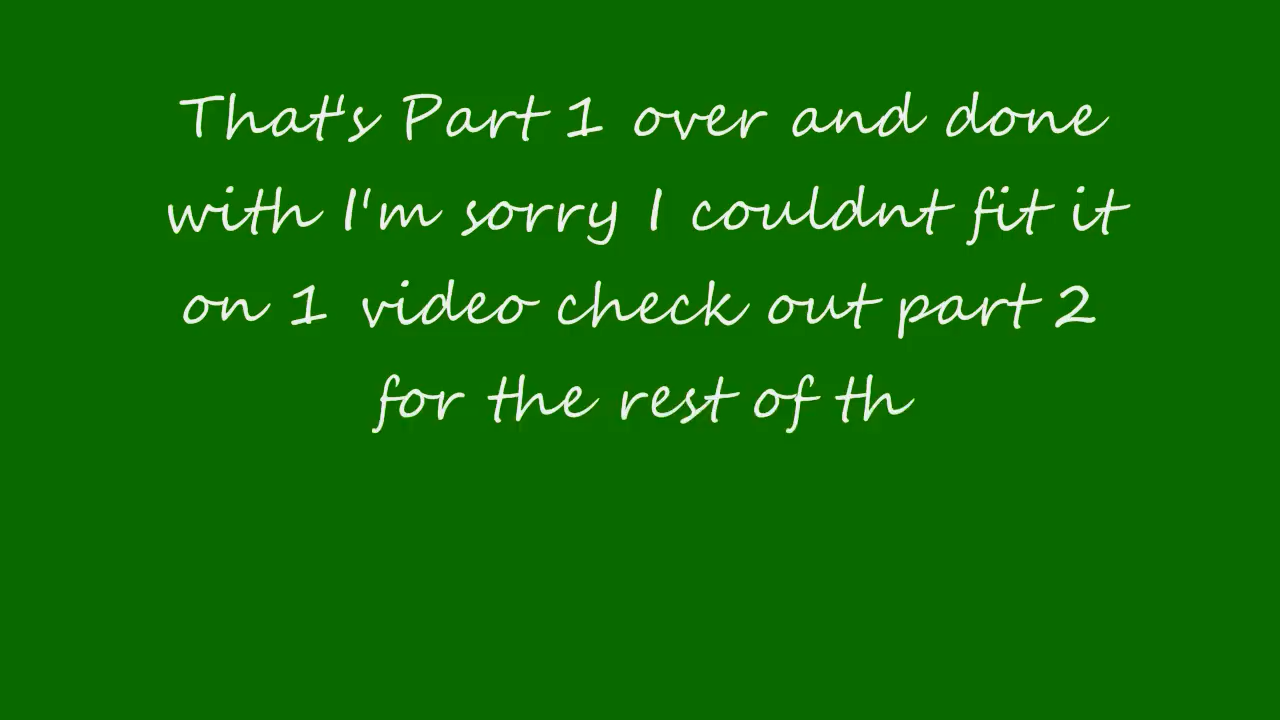 That's Part 1 over and done
with I'm sorry I couldnt fit it
on 1 video check out part 2
for the rest of th